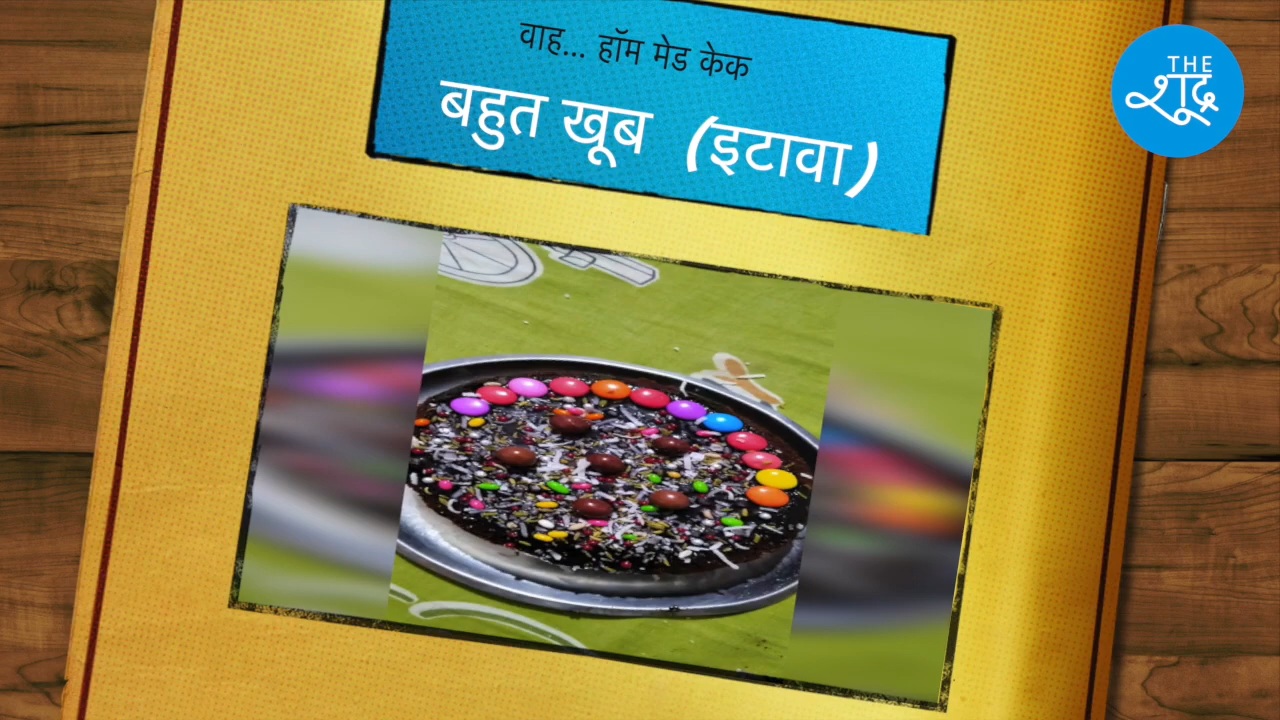 वाह... हॉम मेड केक
बहुत खूब (इटावा)
THE
शूद्र